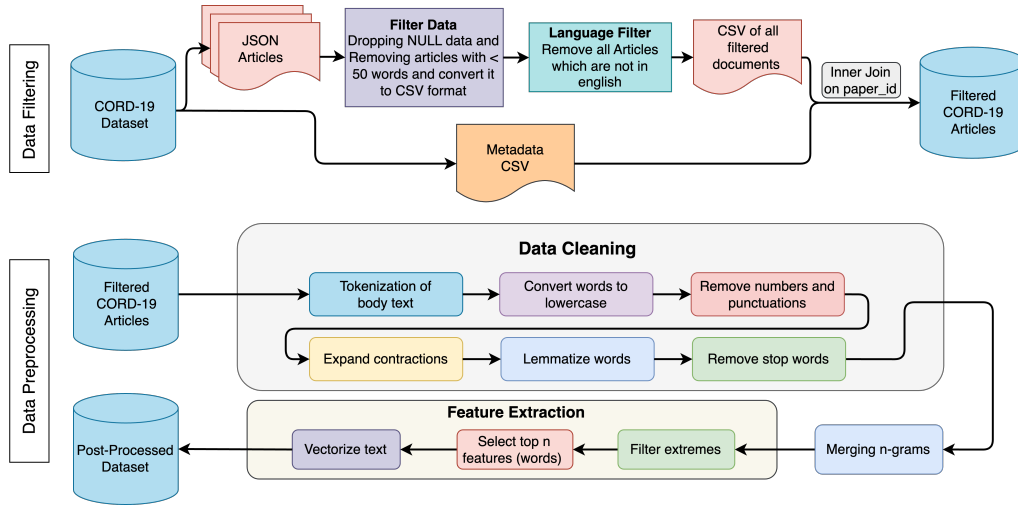 Data Filtering
CORD-19
Dataset
JSON
Articles
Filter Data
Dropping NULL data and
Removing articles with <
50 words and convert it
to CSV format
Language Filter
Remove all Articles
which are not in
english
CSV of all
filtered
documents
Inner Join
on paper_id
Filtered
CORD-19
Articles
Metadata
CSV
Data Preprocessing
Filtered
CORD-19
Articles
Data Cleaning
Tokenization of
body text
Convert words to
lowercase
Remove numbers and
punctuations
Expand contractions
Lemmatize words
Remove stop words
Merging n-grams
Feature Extraction
Filter extremes
Select top n
features (words)
Vectorize text
Post-Processed
Dataset